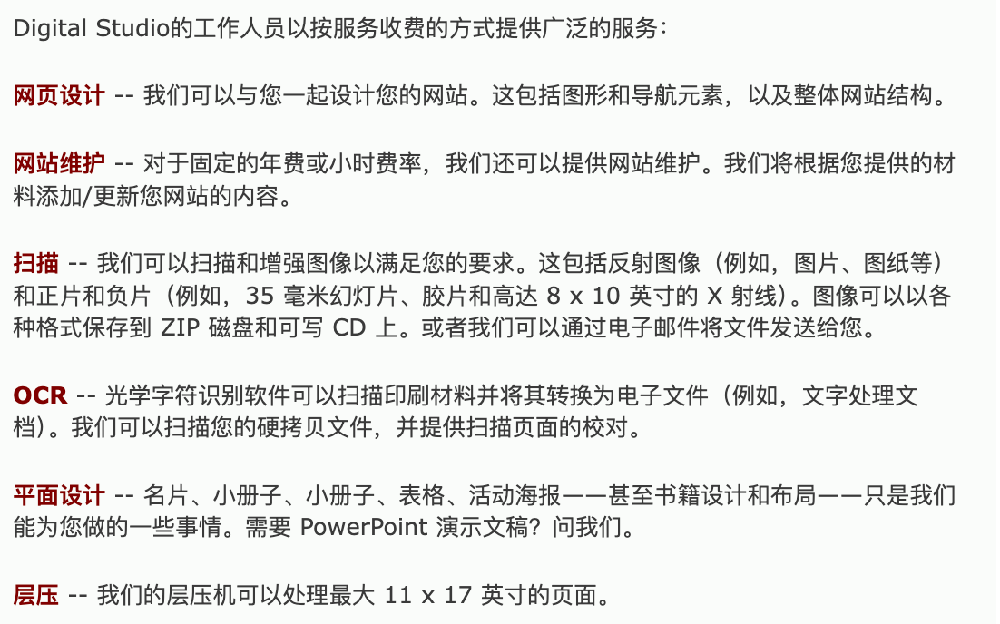 Digital Studio的工作人员以按服务收费的方式提供广泛的服务：
网页设计 -- 我们可以与您一起设计您的网站。这包括图形和导航元素，以及整体网站结构。
网站维护 -- 对于固定的年费或小时费率，我们还可以提供网站维护。我们将根据您提供的材
料添加/更新您网站的内容。
扫描 -- 我们可以扫描和增强图像以满足您的要求。这包括反射图像（例如，图片、图纸等）
和正片和负片（例如，35 毫米幻灯片、胶片和高达 8 x 10 英寸的 X 射线）。图像可以以各
种格式保存到 ZIP 磁盘和可写 CD 上。或者我们可以通过电子邮件将文件发送给您。
OCR -- 光学字符识别软件可以扫描印刷材料并将其转换为电子文件（例如，文字处理文
档）。我们可以扫描您的硬拷贝文件，并提供扫描页面的校对。
平面设计 -- 名片、小册子、小册子、表格、活动海报——甚至书籍设计和布局——只是我们
能为您做的一些事情。需要 PowerPoint 演示文稿？问我们。
层压 -- 我们的层压机可以处理最大 11 x 17 英寸的页面。